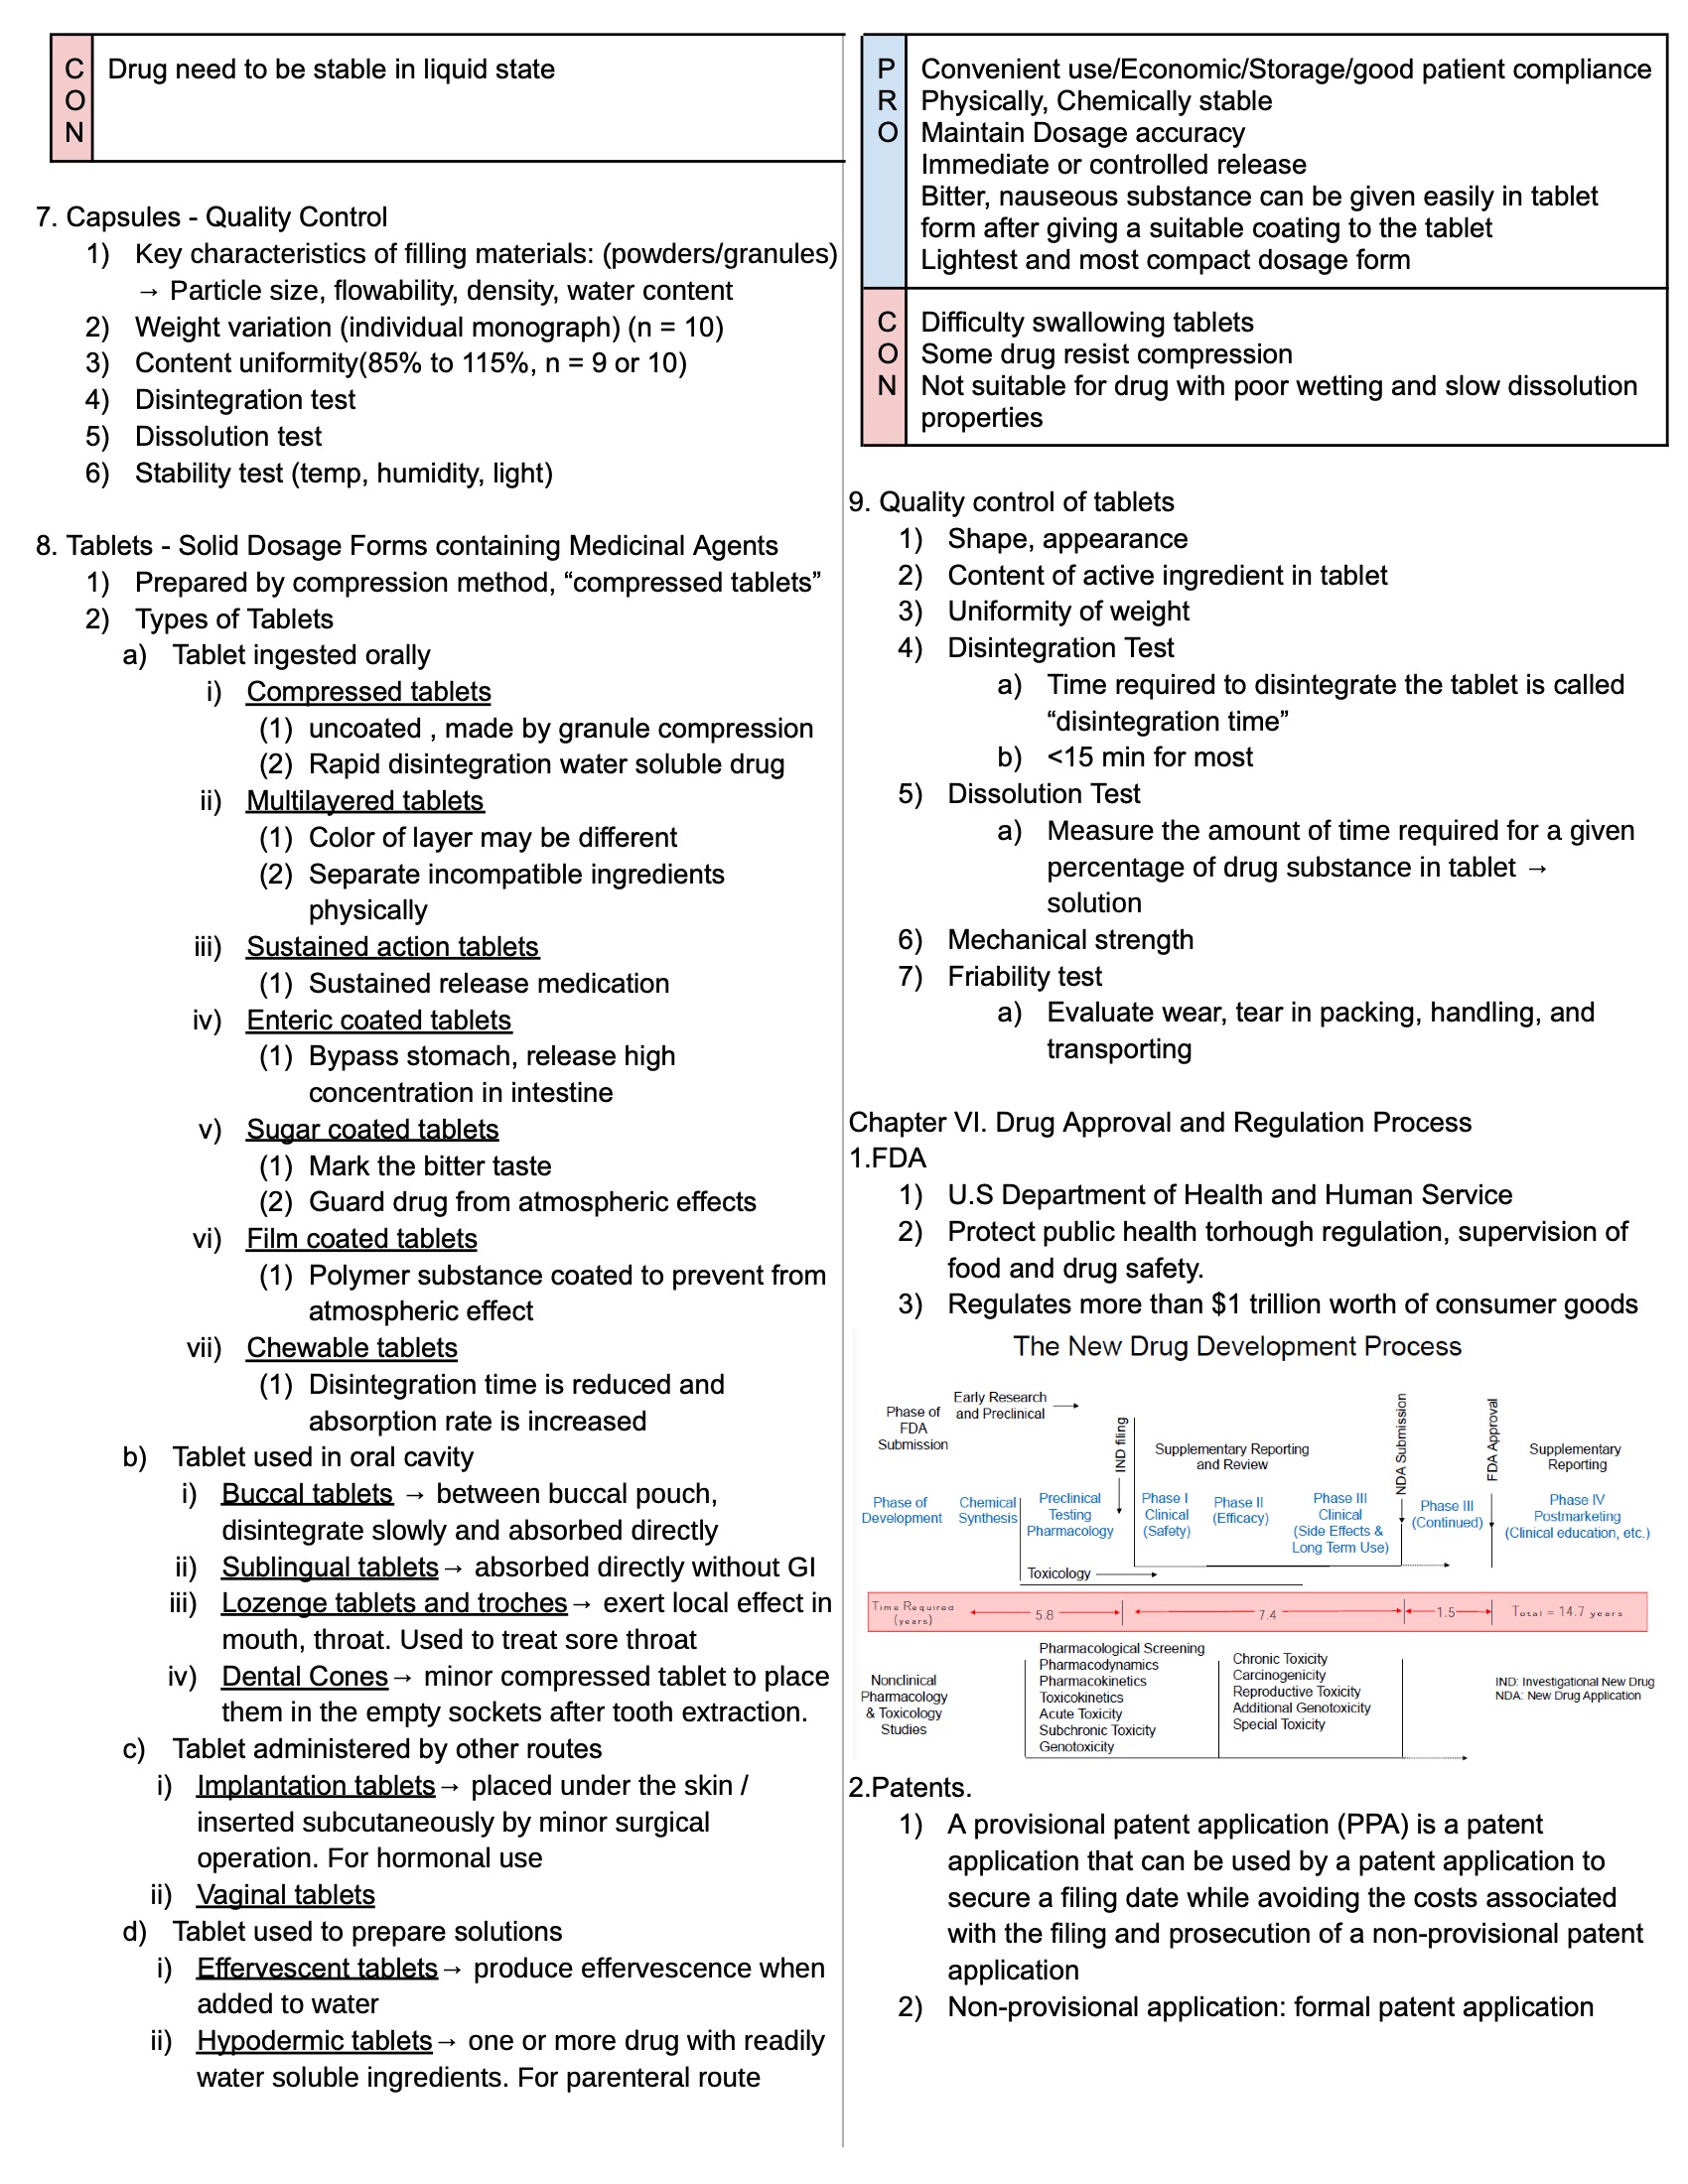 C
O
N
Drug need to be stable in liquid state
7. Capsules - Quality Control
1) Key characteristics of filling materials: (powders/granules)
→ Particle size, flowability, density, water content
2) Weight variation (individual monograph) (n = 10)
3) Content uniformity(85% to 115%, n = 9 or 10)
4) Disintegration test
5) Dissolution test
6) Stability test (temp, humidity, light)
8. Tablets - Solid Dosage Forms containing Medicinal Agents
1) Prepared by compression method, “compressed tablets”
2) Types of Tablets
a) Tablet ingested orally
i) Compressed tablets
(1) uncoated , made by granule compression
(2) Rapid disintegration water soluble drug
ii) Multilayered tablets
(1) Color of layer may be different
(2) Separate incompatible ingredients
physically
iii) Sustained action tablets
(1) Sustained release medication
iv) Enteric coated tablets
(1) Bypass stomach, release high
concentration in intestine
v) Sugar coated tablets
(1) Mark the bitter taste
(2) Guard drug from atmospheric effects
vi) Film coated tablets
(1) Polymer substance coated to prevent from
atmospheric effect
vii) Chewable tablets
(1) Disintegration time is reduced and
absorption rate is increased
b) Tablet used in oral cavity
i) Buccal tablets → between buccal pouch,
disintegrate slowly and absorbed directly
ii) Sublingual tablets→ absorbed directly without GI
iii) Lozenge tablets and troches→ exert local effect in
mouth, throat. Used to treat sore throat
iv) Dental Cones→ minor compressed tablet to place
them in the empty sockets after tooth extraction.
c) Tablet administered by other routes
i) Implantation tablets→ placed under the skin /
inserted subcutaneously by minor surgical
operation. For hormonal use
ii) Vaginal tablets
d) Tablet used to prepare solutions
i) Effervescent tablets→ produce effervescence when
added to water
ii) Hypodermic tablets→ one or more drug with readily
water soluble ingredients. For parenteral route
P
R
O
Convenient use/Economic/Storage/good patient compliance
Physically, Chemically stable
Maintain Dosage accuracy
Immediate or controlled release
Bitter, nauseous substance can be given easily in tablet
form after giving a suitable coating to the tablet
Lightest and most compact dosage form
C
O
N
Difficulty swallowing tablets
Some drug resist compression
Not suitable for drug with poor wetting and slow dissolution
properties
9. Quality control of tablets
1) Shape, appearance
2) Content of active ingredient in tablet
3) Uniformity of weight
4) Disintegration Test
a) Time required to disintegrate the tablet is called
“disintegration time”
b) <15 min for most
5) Dissolution Test
a) Measure the amount of time required for a given
percentage of drug substance in tablet →
solution
6) Mechanical strength
7) Friability test
a) Evaluate wear, tear in packing, handling, and
transporting
Chapter VI. Drug Approval and Regulation Process
1.FDA
1) U.S Department of Health and Human Service
2) Protect public health torhough regulation, supervision of
food and drug safety.
3) Regulates more than $1 trillion worth of consumer goods
The New Drug Development Process
Phase of
FDA
Submission
Early Research
and Preclinical
IND filing
Supplementary Reporting
and Review
NDA Submission
FDA Approval
Supplementary
Reporting
Phase of
Development
Chemical
Synthesis
Preclinical
Testing
Pharmacology
Phase I
Clinical
(Safety)
Phase II
(Efficacy)
Phase III
Clinical
(Side Effects &
Long Term Use)
Phase III
(Continued)
Phase IV
Postmarketing
(Clinical education, etc.)
Toxicology
Time Required
(years)
5.8
7.4
1.5
Total = 14.7 years
Nonclinical
Pharmacology
& Toxicology
Studies
Pharmacological Screening
Pharmacodynamics
Pharmacokinetics
Toxicokinetics
Acute Toxicity
Subchronic Toxicity
Genotoxicity
Chronic Toxicity
Carcinogenicity
Reproductive Toxicity
Additional Genotoxicity
Special Toxicity
IND: Investigational New Drug
NDA: New Drug Application
2.Patents.
1) A provisional patent application (PPA) is a patent
application that can be used by a patent application to
secure a filing date while avoiding the costs associated
with the filing and prosecution of a non-provisional patent
application
2) Non-provisional application: formal patent application